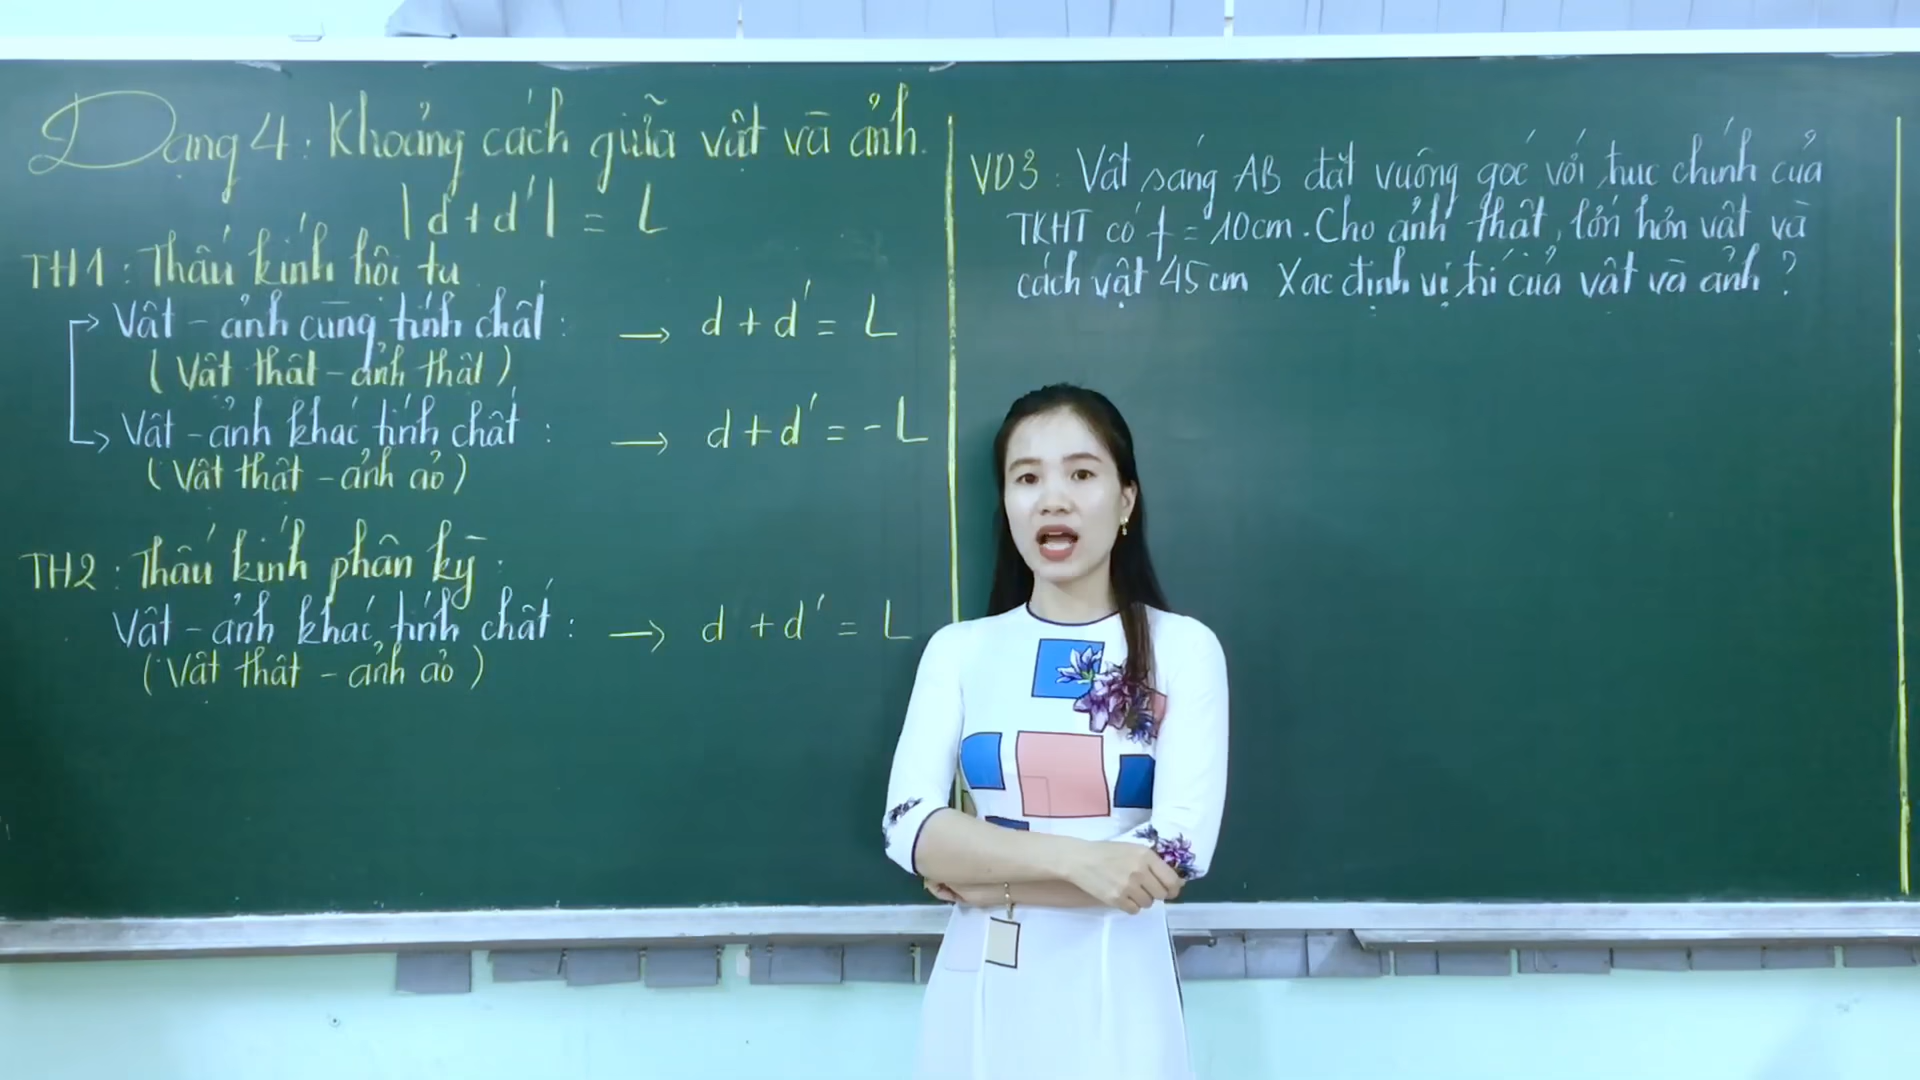 Dạng 4: Khoảng cách giữa vật và ảnh.
|d + d'| = L
TH1: Thấu kính hội tụ
Vật - ảnh cùng tính chất: → d + d' = L
(Vật thật - ảnh thật)
Vật - ảnh khác tính chất: → d + d' = -L
(Vật thật - ảnh ảo)
TH2: Thấu kính phân kỳ:
Vật - ảnh khác tính chất: → d + d' = L
(Vật thật - ảnh ảo)
VD3: Vật sáng AB đặt vuông góc với trục chính của
TKHT có f = 10cm. Cho ảnh thật, lớn hơn vật và
cách vật 45cm Xác định vị trí của vật và ảnh?